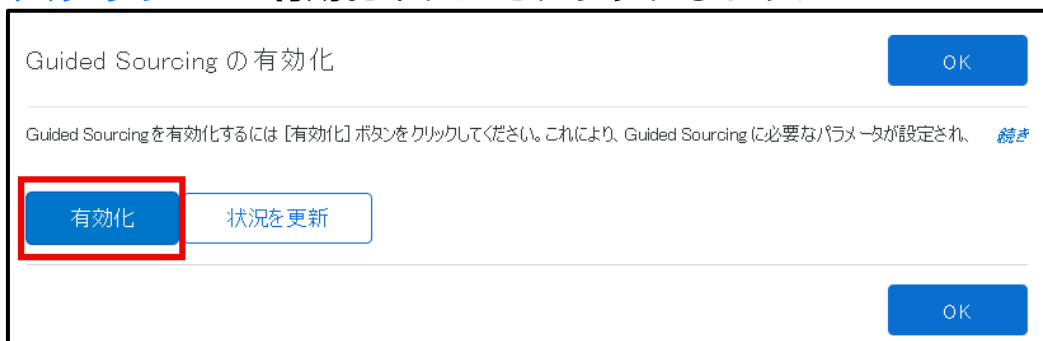 Guided Sourcing の有効化
OK
Guided Sourcingを有効化するには [有効化] ボタンをクリックしてください。これにより、Guided Sourcing に必要なパラメータが設定され、 続き
有効化 状況を更新
OK